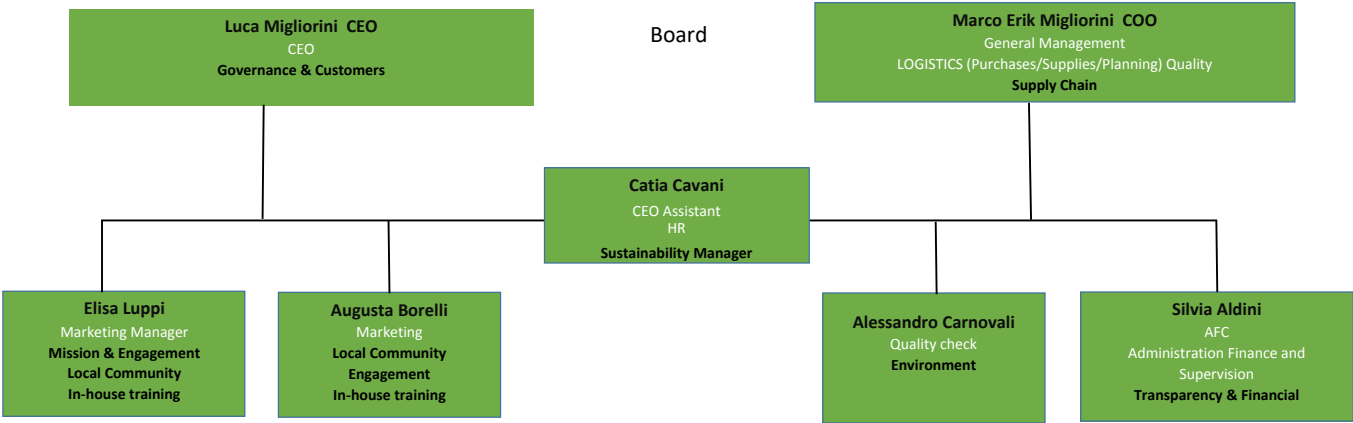 Luca Migliorini CEO
CEO
Governance & Customers
Board
Marco Erik Migliorini COO
General Management
LOGISTICS (Purchases/Supplies/Planning) Quality
Supply Chain
Catia Cavani
CEO Assistant
HR
Sustainability Manager
Elisa Luppi
Marketing Manager
Mission & Engagement
Local Community
In-house training
Augusta Borelli
Marketing
Local Community
Engagement
In-house training
Alessandro Carnovali
Quality check
Environment
Silvia Aldini
AFC
Administration Finance and
Supervision
Transparency & Financial